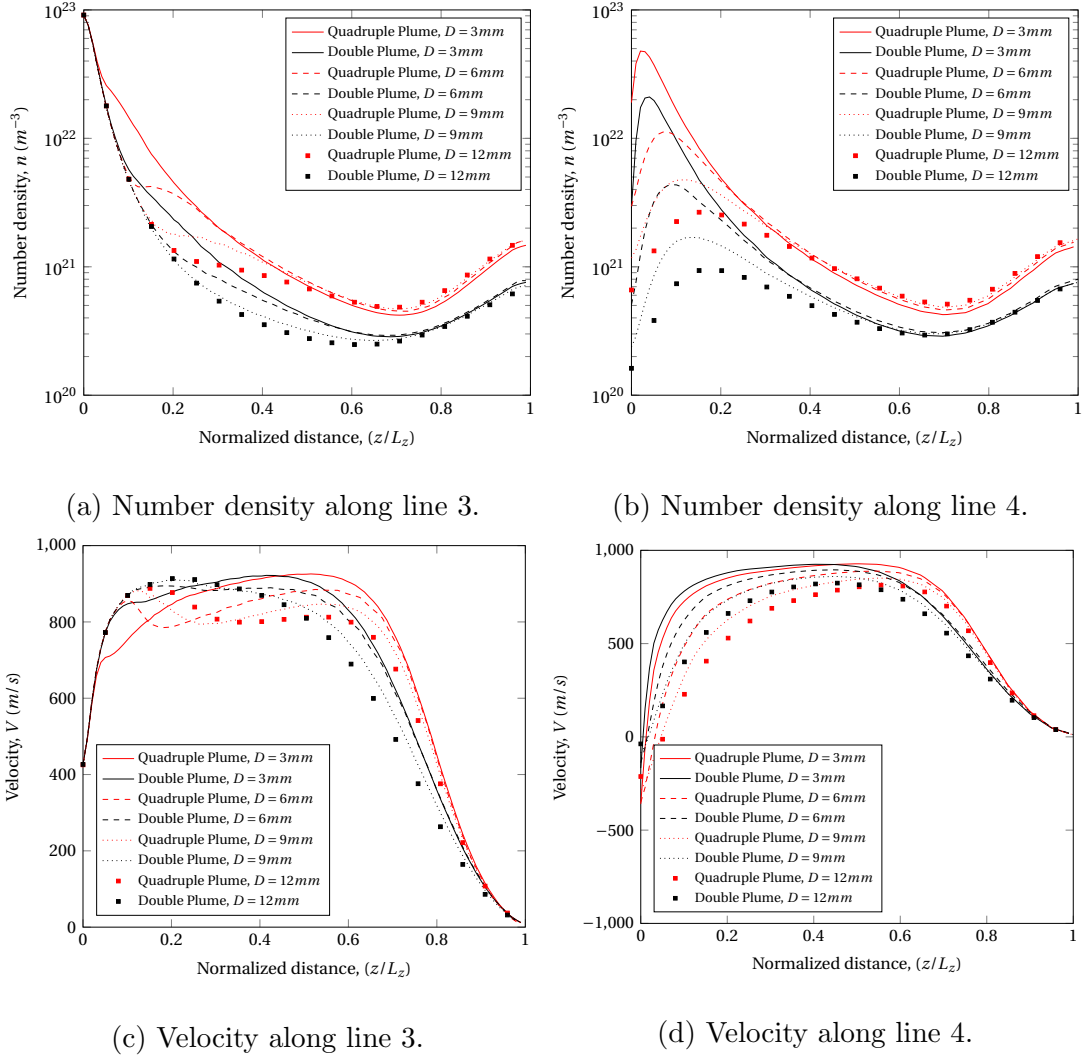 10^23
10^22
10^21
10^20
Number density, n (m^−3)
0
0.2
0.4
0.6
0.8
1
Normalized distance, (z/L_z)
Quadruple Plume, D = 3mm
Double Plume, D = 3mm
Quadruple Plume, D = 6mm
Double Plume, D = 6mm
Quadruple Plume, D = 9mm
Double Plume, D = 9mm
Quadruple Plume, D = 12mm
Double Plume, D = 12mm
(a) Number density along line 3.
10^23
10^22
10^21
10^20
Number density, n (m^−3)
0
0.2
0.4
0.6
0.8
1
Normalized distance, (z/L_z)
Quadruple Plume, D = 3mm
Double Plume, D = 3mm
Quadruple Plume, D = 6mm
Double Plume, D = 6mm
Quadruple Plume, D = 9mm
Double Plume, D = 9mm
Quadruple Plume, D = 12mm
Double Plume, D = 12mm
(b) Number density along line 4.
1,000
800
600
400
200
0
Velocity, V (m/s)
0
0.2
0.4
0.6
0.8
1
Normalized distance, (z/L_z)
Quadruple Plume, D = 3mm
Double Plume, D = 3mm
Quadruple Plume, D = 6mm
Double Plume, D = 6mm
Quadruple Plume, D = 9mm
Double Plume, D = 9mm
Quadruple Plume, D = 12mm
Double Plume, D = 12mm
(c) Velocity along line 3.
1,000
500
0
−500
−1,000
Velocity, V (m/s)
0
0.2
0.4
0.6
0.8
1
Normalized distance, (z/L_z)
Quadruple Plume, D = 3mm
Double Plume, D = 3mm
Quadruple Plume, D = 6mm
Double Plume, D = 6mm
Quadruple Plume, D = 9mm
Double Plume, D = 9mm
Quadruple Plume, D = 12mm
Double Plume, D = 12mm
(d) Velocity along line 4.